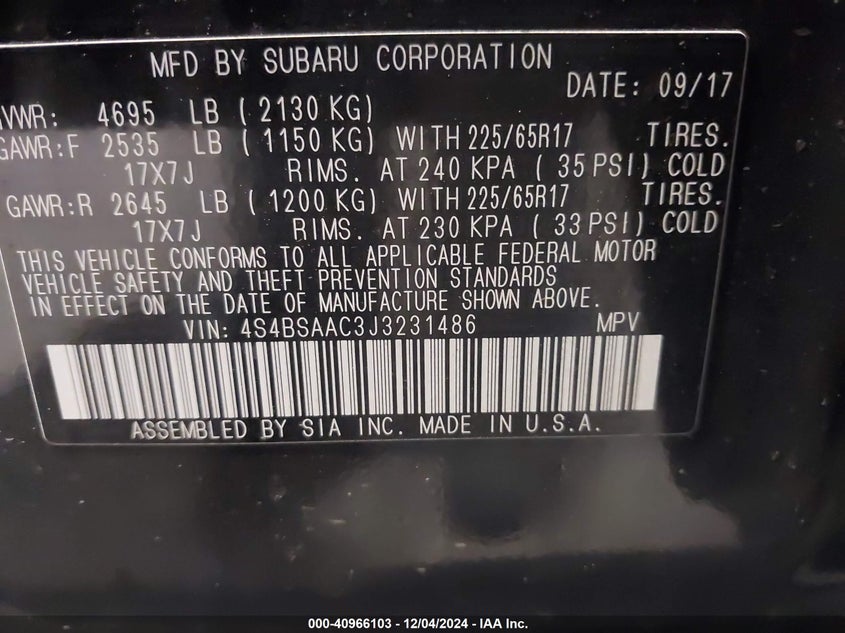 MFD BY SUBARU CORPORATION
DATE: 09/17
VWR: 4695 LB ( 2130 KG)
GAWR:F 2535 LB ( 1150 KG) WITH 225/65R17 TIRES.
17X7J RIMS. AT 240 KPA ( 35 PSI) COLD
GAWR:R 2645 LB ( 1200 KG) WITH 225/65R17 TIRES.
17X7J RIMS. AT 230 KPA ( 33 PSI) COLD
THIS VEHICLE CONFORMS TO ALL APPLICABLE FEDERAL MOTOR
VEHICLE SAFETY AND THEFT PREVENTION STANDARDS
IN EFFECT ON THE DATE OF MANUFACTURE SHOWN ABOVE.
VIN: 4S4BSAAC3J3231486 MPV
ASSEMBLED BY SIA INC. MADE IN U.S.A.
000-40966103 - 12/04/2024 - IAA Inc.